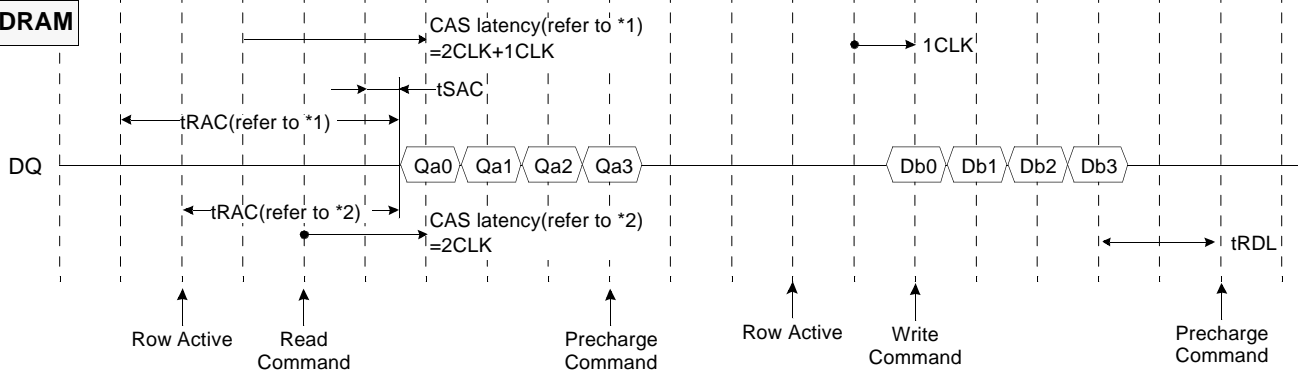 DRAM
CAS latency(refer to *1)
=2CLK+1CLK
1CLK
tSAC
tRAC(refer to *1)
DQ
Qa0 Qa1 Qa2 Qa3
Db0 Db1 Db2 Db3
tRAC(refer to *2)
CAS latency(refer to *2)
=2CLK
tRDL
Row Active
Read
Command
Precharge
Command
Row Active
Write
Command
Precharge
Command